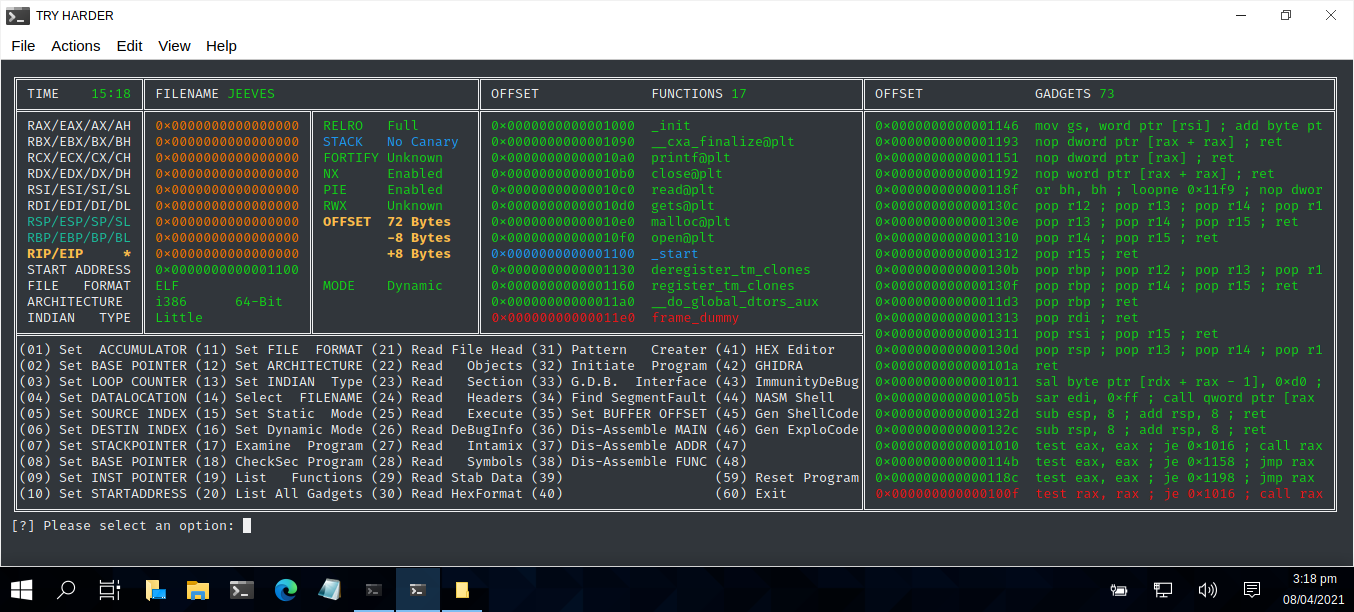 TRY HARDER
File Actions Edit View Help
TIME 15:18 FILENAME JEEVES OFFSET FUNCTIONS 17 OFFSET GADGETS 73
RAX/EAX/AX/AH 0×0000000000000000 RELRO Full 0×0000000000001000 _init 0×0000000000001146 mov gs, word ptr [rsi] ; add byte pt
RBX/EBX/BX/BH 0×0000000000000000 STACK No Canary 0×0000000000001090 __cxa_finalize@plt 0×0000000000001193 nop dword ptr [rax + rax] ; ret
RCX/ECX/CX/CH 0×0000000000000000 FORTIFY Unknown 0×00000000000010a0 printf@plt 0×0000000000001151 nop dword ptr [rax] ; ret
RDX/EDX/DX/DH 0×0000000000000000 NX Enabled 0×00000000000010b0 close@plt 0×0000000000001192 nop word ptr [rax + rax] ; ret
RSI/ESI/SI/SL 0×0000000000000000 PIE Enabled 0×00000000000010c0 read@plt 0×000000000000118f or bh, bh ; loopne 0×11f9 ; nop dwor
RDI/EDI/DI/DL 0×0000000000000000 RWX Unknown 0×00000000000010d0 gets@plt 0×000000000000130c pop r12 ; pop r13 ; pop r14 ; pop r1
RSP/ESP/SP/SL 0×0000000000000000 OFFSET 72 Bytes 0×00000000000010e0 malloc@plt 0×000000000000130e pop r13 ; pop r14 ; pop r15 ; ret
RBP/EBP/BP/BL 0×0000000000000000 -8 Bytes 0×00000000000010f0 open@plt 0×0000000000001310 pop r14 ; pop r15 ; ret
RIP/EIP * 0×0000000000000000 +8 Bytes 0×0000000000001100 _start 0×0000000000001312 pop r15 ; ret
START ADDRESS 0×0000000000001100 0×0000000000001130 deregister_tm_clones 0×000000000000130b pop rbp ; pop r12 ; pop r13 ; pop r1
FILE FORMAT ELF MODE Dynamic 0×0000000000001160 register_tm_clones 0×000000000000130f pop rbp ; pop r14 ; pop r15 ; ret
ARCHITECTURE i386 64-Bit 0×00000000000011a0 __do_global_dtors_aux 0×00000000000011d3 pop rbp ; ret
INDIAN TYPE Little 0×00000000000011e0 frame_dummy 0×0000000000001313 pop rdi ; ret
0×0000000000001311 pop rsi ; pop r15 ; ret
(01) Set ACCUMULATOR (11) Set FILE FORMAT (21) Read File Head (31) Pattern Creater (41) HEX Editor 0×000000000000130d pop rsp ; pop r13 ; pop r14 ; pop r1
(02) Set BASE POINTER (12) Set ARCHITECTURE (22) Read Objects (32) Initiate Program (42) GHIDRA 0×000000000000101a ret
(03) Set LOOP COUNTER (13) Set INDIAN Type (23) Read Section (33) G.D.B. Interface (43) ImmunityDeBug 0×0000000000001011 sal byte ptr [rdx + rax - 1], 0×d0 ;
(04) Set DATALOCATION (14) Select FILENAME (24) Read Headers (34) Find SegmentFault (44) NASM Shell 0×000000000000105b sar edi, 0×ff ; call qword ptr [rax
(05) Set SOURCE INDEX (15) Set Static Mode (25) Read Execute (35) Set BUFFER OFFSET (45) Gen ShellCode 0×000000000000132d sub esp, 8 ; add rsp, 8 ; ret
(06) Set DESTIN INDEX (16) Set Dynamic Mode (26) Read DeBugInfo (36) Dis-Assemble MAIN (46) Gen ExploCode 0×000000000000132c sub rsp, 8 ; add rsp, 8 ; ret
(07) Set STACKPOINTER (17) Examine Program (27) Read Intamix (37) Dis-Assemble ADDR (47) 0×0000000000001010 test eax, eax ; je 0×1016 ; call rax
(08) Set BASE POINTER (18) CheckSec Program (28) Read Symbols (38) Dis-Assemble FUNC (48) 0×000000000000114b test eax, eax ; je 0×1158 ; jmp rax
(09) Set INST POINTER (19) List Functions (29) Read Stab Data (39) (59) Reset Program 0×000000000000118c test eax, eax ; je 0×1198 ; jmp rax
(10) Set STARTADDRESS (20) List All Gadgets (30) Read HexFormat (40) (60) Exit 0×000000000000100f test rax, rax ; je 0×1016 ; call rax
[?] Please select an option:
3:18 pm
08/04/2021